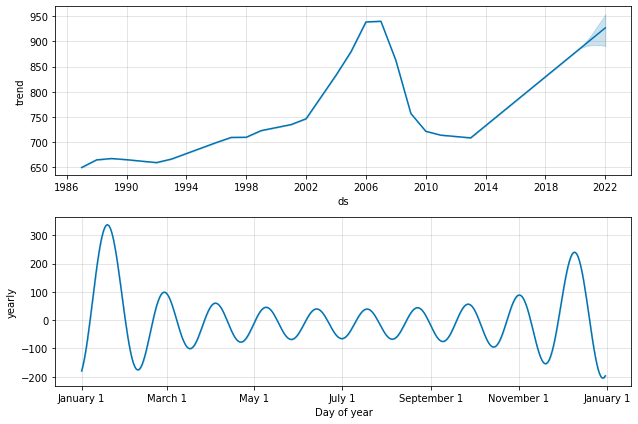 950
900
850
800
750
700
650
trend
1986 1990 1994 1998 2002 2006 2010 2014 2018 2022
ds
300
200
100
0
−100
−200
yearly
January 1 March 1 May 1 July 1 September 1 November 1 January 1
Day of year